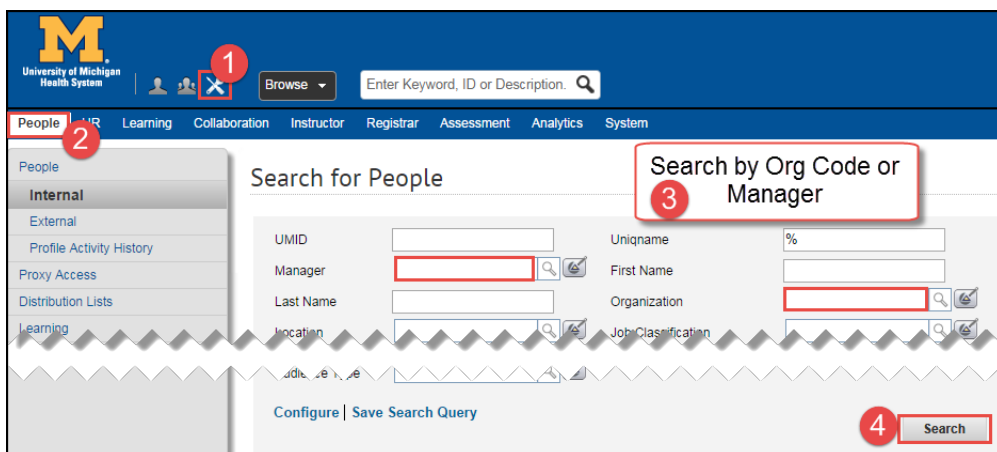 M
University of Michigan
Health System
1
Browse
Enter Keyword, ID or Description.
People
2
Learning
Collaboration
Instructor
Registrar
Assessment
Analytics
System
People
Internal
External
Profile Activity History
Proxy Access
Distribution Lists
Learning
Search for People
Search by Org Code or
3 Manager
UMID
Uniqname
%
Manager
First Name
Last Name
Organization
Location
Job Classification
Configure | Save Search Query
4
Search